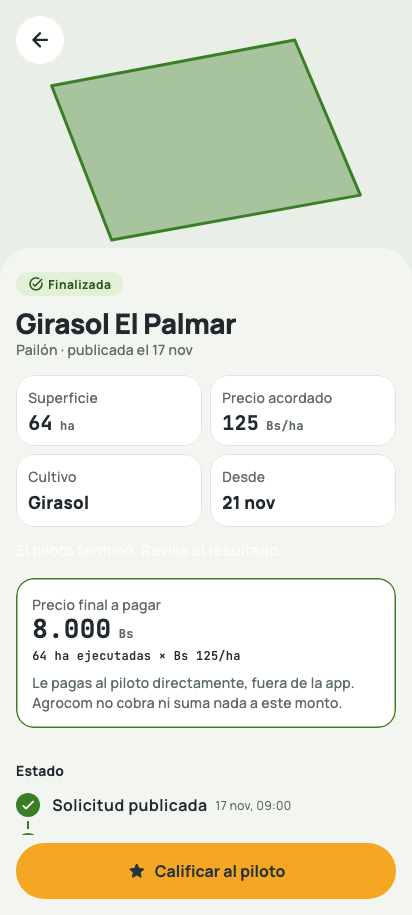 Finalizada
Girasol El Palmar
Pailón · publicada el 17 nov
Superficie
64 ha
Precio acordado
125 Bs/ha
Cultivo
Girasol
Desde
21 nov
El piloto terminó. Revisa el resultado.
Precio final a pagar
8.000 Bs
64 ha ejecutadas × Bs 125/ha
Le pagas al piloto directamente, fuera de la app.
Agrocom no cobra ni suma nada a este monto.
Estado
Solicitud publicada 17 nov, 09:00
Calificar al piloto